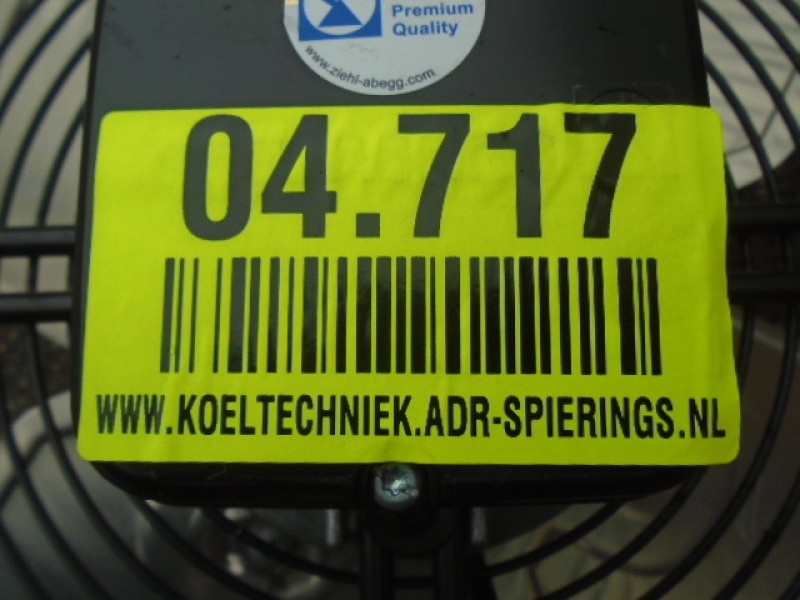 Premium
Quality
www.ziehl-abegg.com
04.717
WWW.KOELTECHNIEK.ADR-SPIERINGS.NL